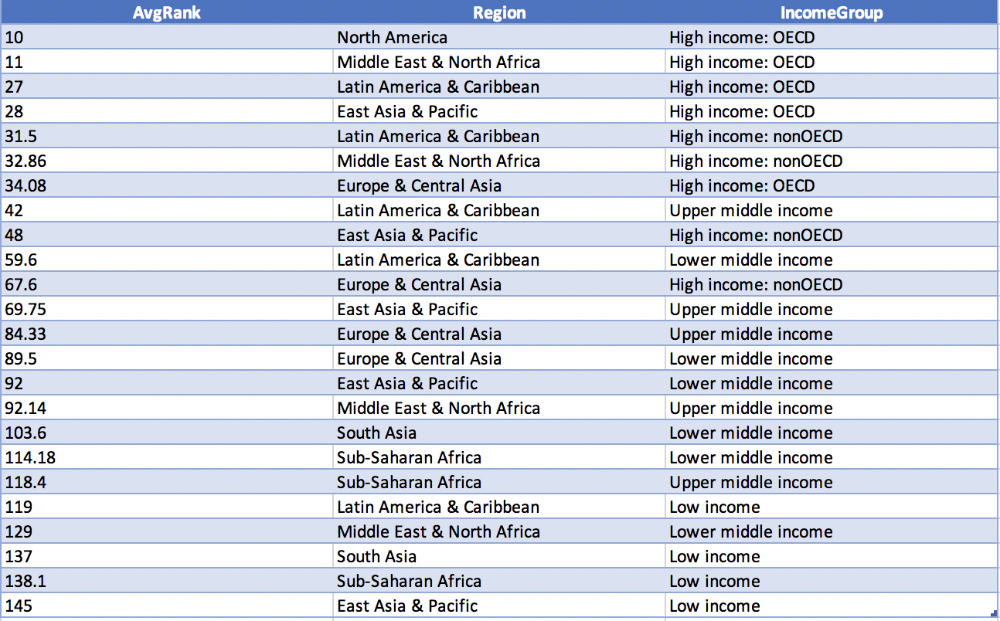 AvgRank Region IncomeGroup
10 North America High income: OECD
11 Middle East & North Africa High income: OECD
27 Latin America & Caribbean High income: OECD
28 East Asia & Pacific High income: OECD
31.5 Latin America & Caribbean High income: nonOECD
32.86 Middle East & North Africa High income: nonOECD
34.08 Europe & Central Asia High income: OECD
42 Latin America & Caribbean Upper middle income
48 East Asia & Pacific High income: nonOECD
59.6 Latin America & Caribbean Lower middle income
67.6 Europe & Central Asia High income: nonOECD
69.75 East Asia & Pacific Upper middle income
84.33 Europe & Central Asia Upper middle income
89.5 Europe & Central Asia Lower middle income
92 East Asia & Pacific Lower middle income
92.14 Middle East & North Africa Upper middle income
103.6 South Asia Lower middle income
114.18 Sub-Saharan Africa Lower middle income
118.4 Sub-Saharan Africa Upper middle income
119 Latin America & Caribbean Low income
129 Middle East & North Africa Lower middle income
137 South Asia Low income
138.1 Sub-Saharan Africa Low income
145 East Asia & Pacific Low income